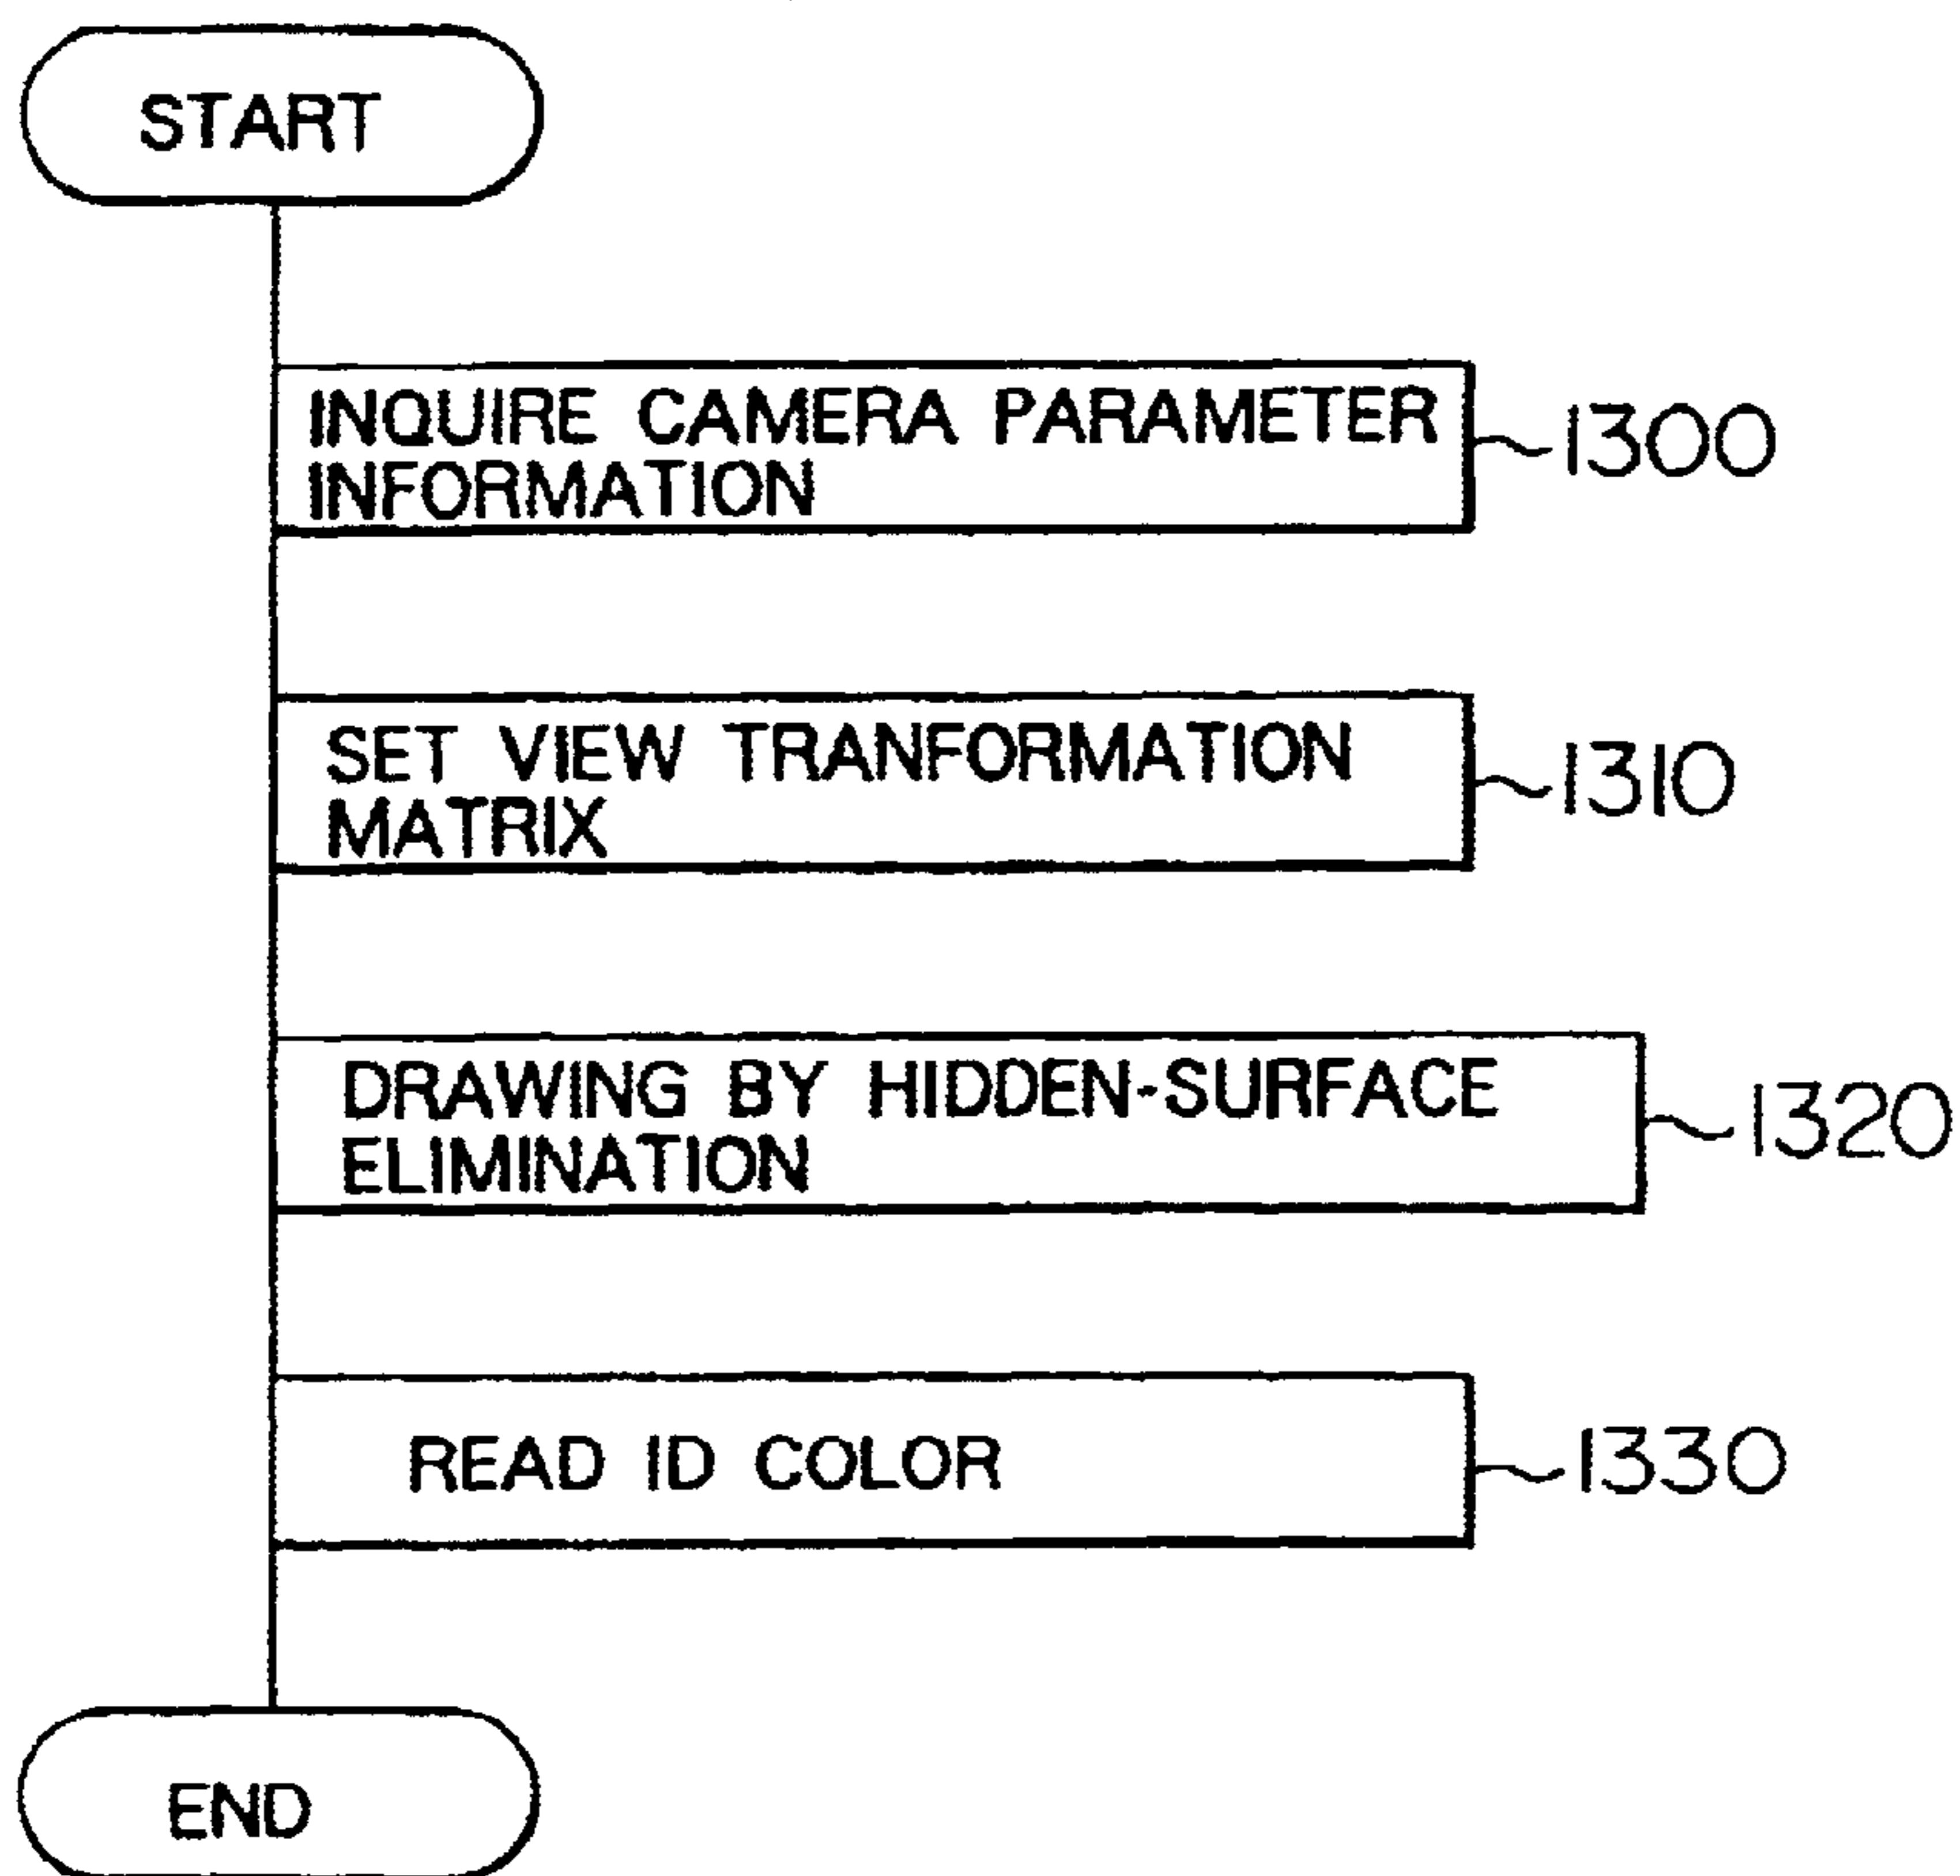 START
INQUIRE CAMERA PARAMETER
INFORMATION
1300
SET VIEW TRANFORMATION
MATRIX
1310
DRAWING BY HIDDEN-SURFACE
ELIMINATION
1320
READ ID COLOR
1330
END